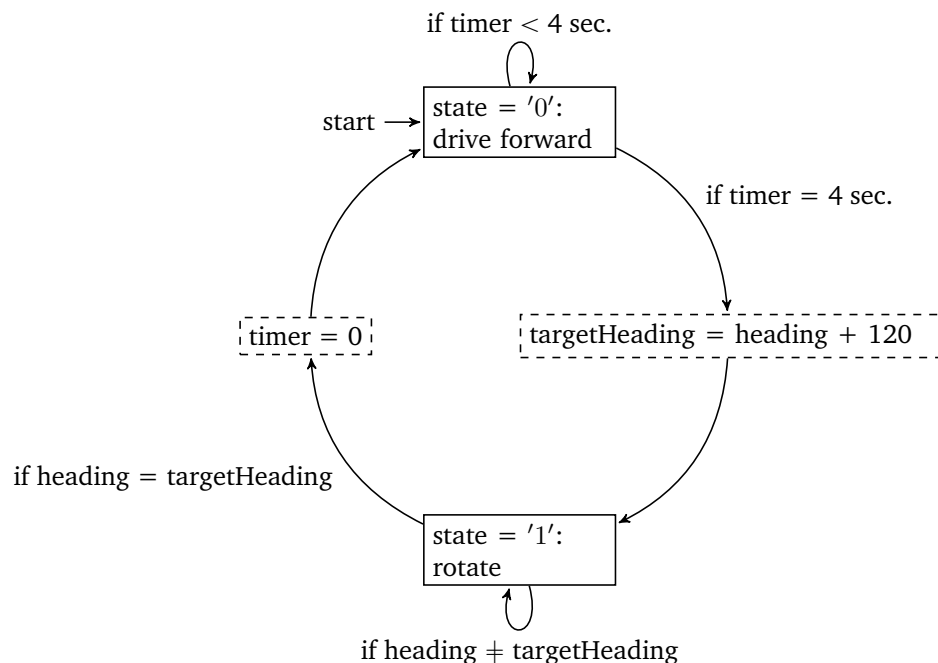 if timer < 4 sec.
state = '0':
start
drive forward
if timer = 4 sec.
timer = 0
targetHeading = heading + 120
if heading = targetHeading
state = '1':
rotate
if heading ≠ targetHeading